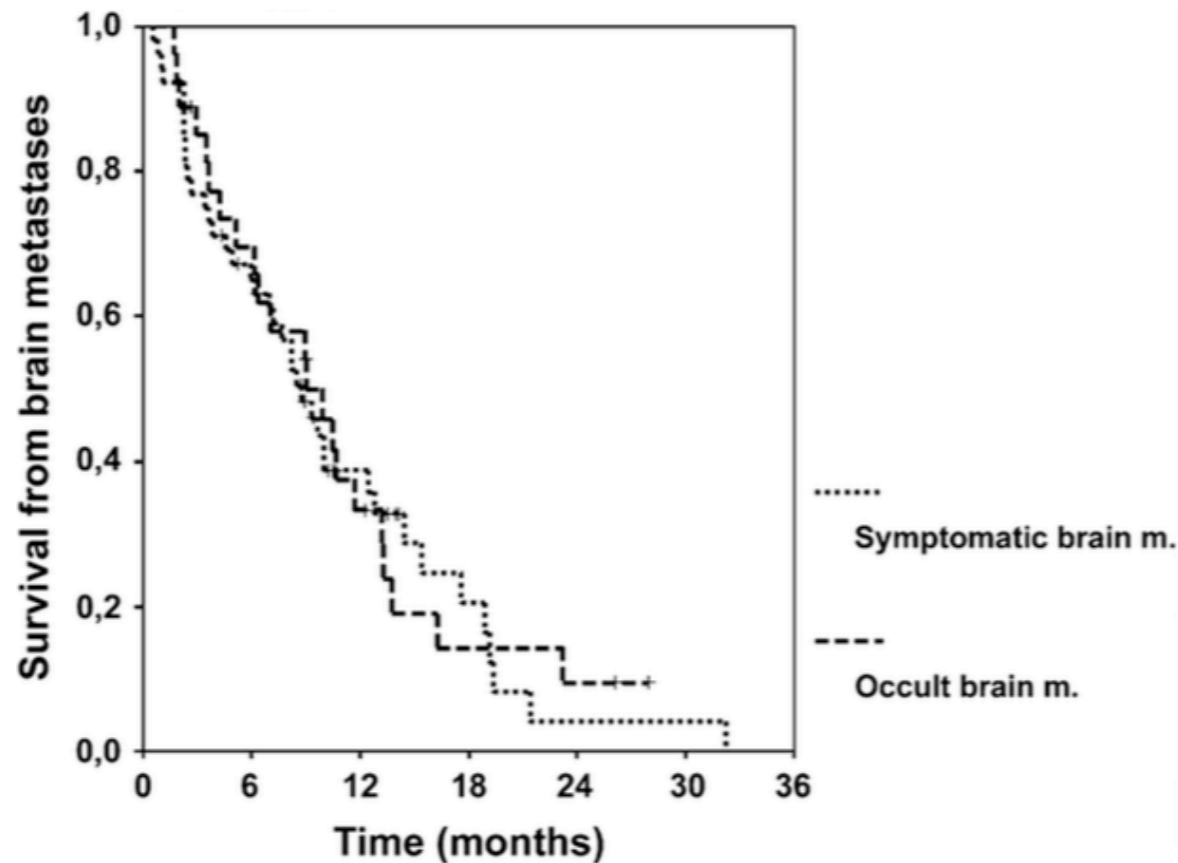 Survival from brain metastases
1,0
0,8
0,6
0,4
0,2
0,0
0 6 12 18 24 30 36
Time (months)
Symptomatic brain m.
Occult brain m.